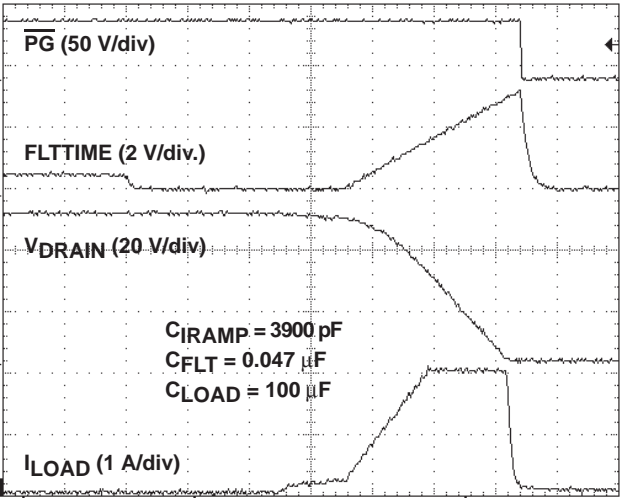 PG (50 V/div)
FLTTIME (2 V/div.)
VDRAIN (20 V/div)
CIRAMP = 3900 pF
CFLT = 0.047 μF
CLOAD = 100 μF
ILOAD (1 A/div)